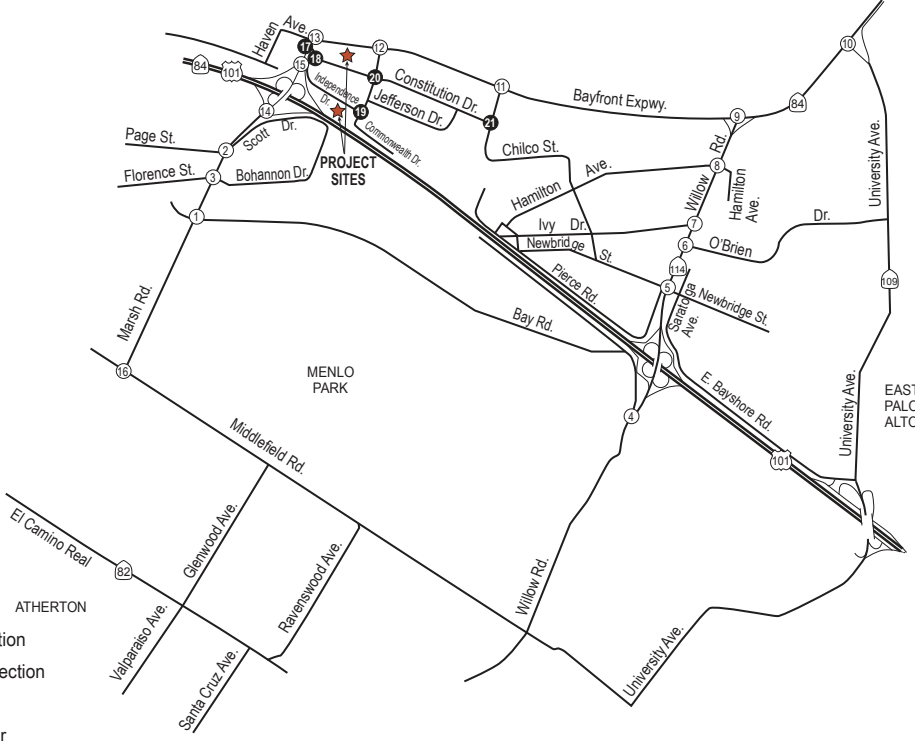 Haven
Ave.
13
17
18
12
10
84
101
15
20
Independence
Dr.
Constitution Dr.
Jefferson Dr.
11
Bayfront Expwy.
84
9
14
19
21
Commonwealth Dr.
Page St.
2
Scott Dr.
PROJECT
SITES
Chilco St.
Willow Rd.
University Ave.
Florence St.
3
Bohannon Dr.
Hamilton Ave.
8
Hamilton
Ave.
1
Ivy Dr.
7
Dr.
Newbridge St.
6
O'Brien
114
Pierce Rd.
5
Saratoga
Ave.
Newbridge St.
109
Marsh Rd.
Bay Rd.
16
MENLO
PARK
E. Bayshore Rd.
University Ave.
EAST
PALO
ALTO
4
Middlefield Rd.
101
El Camino Real
Glenwood Ave.
82
Ravenswood Ave.
Willow Rd.
ATHERTON
Valparaiso Ave.
Santa Cruz Ave.
University Ave.
tion
ection
r